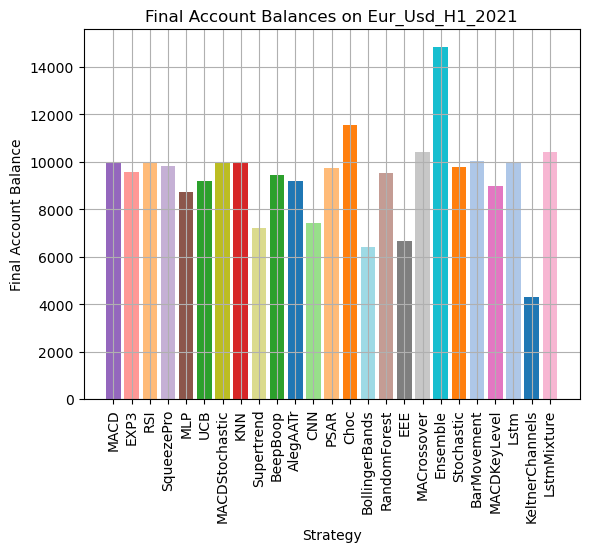 Final Account Balances on Eur_Usd_H1_2021
Final Account Balance
14000
12000
10000
8000
6000
4000
2000
0
MACD
EXP3
RSI
SqueezePro
MLP
UCB
MACDStochastic
KNN
Supertrend
BeepBoop
AlegAATr
CNN
PSAR
Choc
BollingerBands
RandomForest
EEE
MACrossover
Ensemble
Stochastic
BarMovement
MACDKeyLevel
Lstm
KeltnerChannels
LstmMixture
Strategy